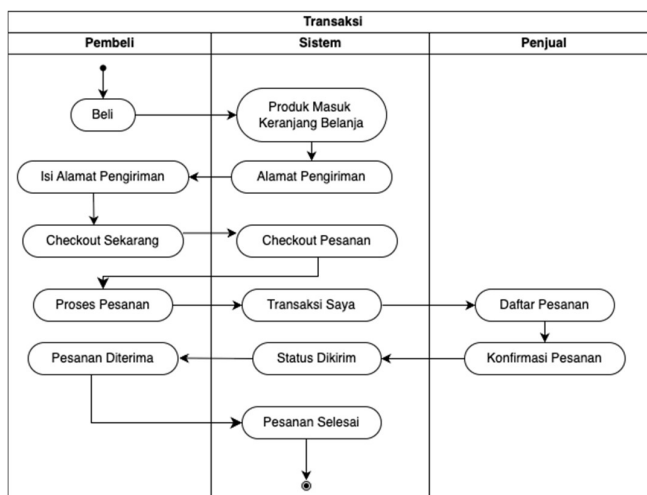 Transaksi
Pembeli
Sistem
Penjual
Beli
Produk Masuk
Keranjang Belanja
Isi Alamat Pengiriman
Alamat Pengiriman
Checkout Sekarang
Checkout Pesanan
Proses Pesanan
Transaksi Saya
Daftar Pesanan
Pesanan Diterima
Status Dikirim
Konfirmasi Pesanan
Pesanan Selesai